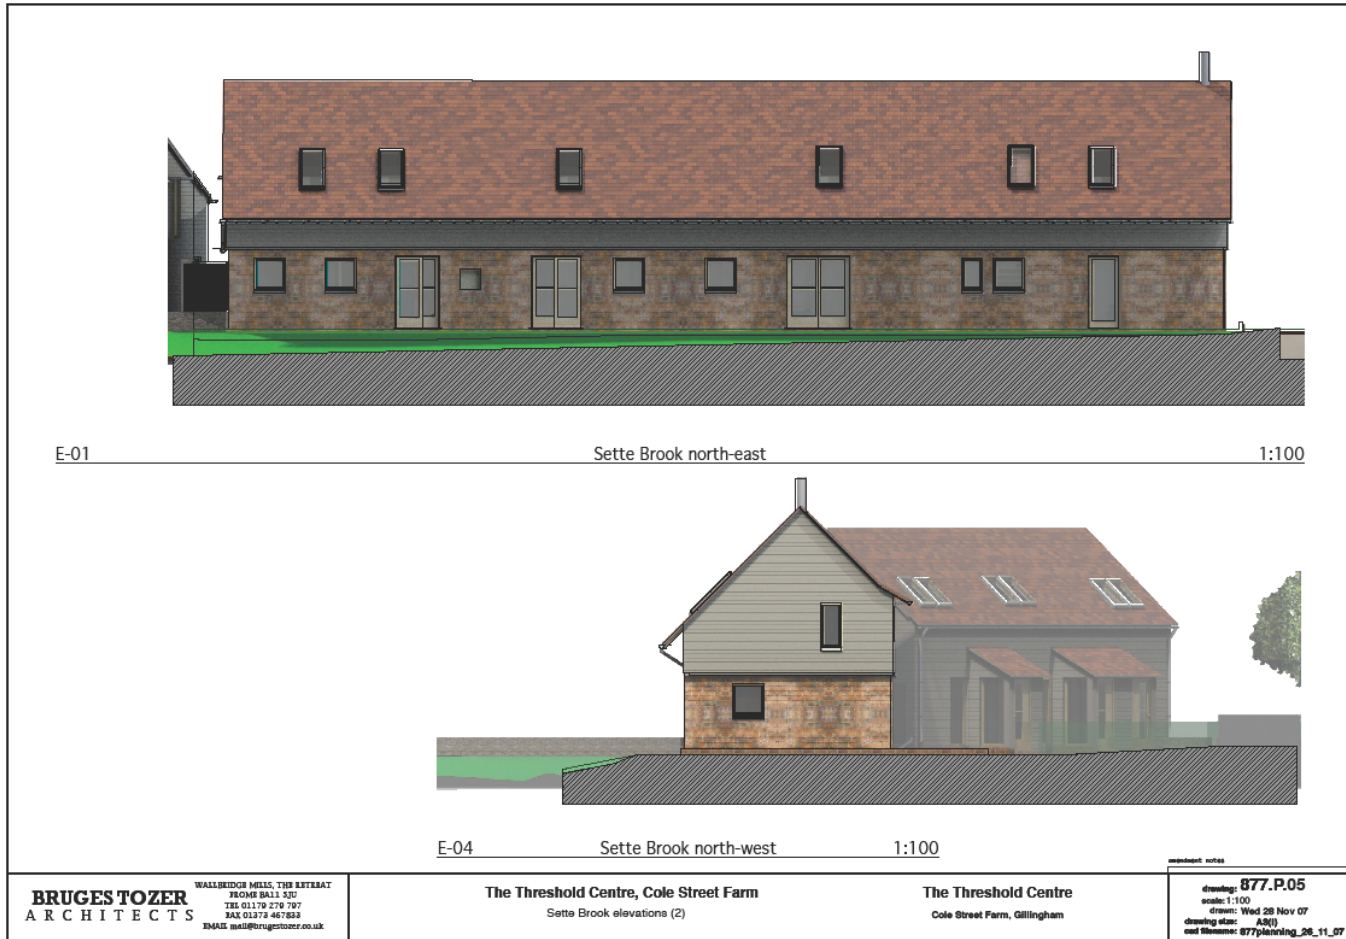 E-01 Sette Brook north-east 1:100
E-04 Sette Brook north-west 1:100
amendment notes
BRUGES TOZER
ARCHITECTS
WALLBRIDGE MILLS, THE RETREAT
FROME BA11 5JU
TEL 01179 279 797
FAX 01373 467833
EMAIL mail@brugestozer.co.uk
The Threshold Centre, Cole Street Farm
Sette Brook elevations (2)
The Threshold Centre
Cole Street Farm, Gillingham
drawing: 877.P.05
scale: 1:100
drawn: Wed 28 Nov 07
drawing size: A3(l)
cad filename: 877planning_26_11_07